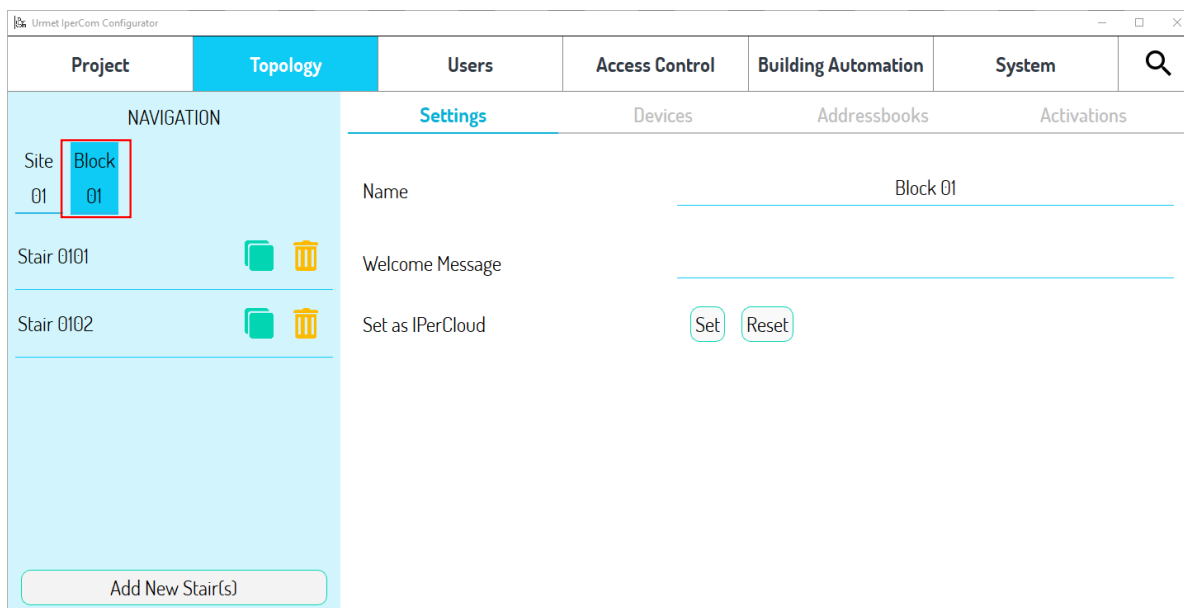 Urmet IperCom Configurator
Project Topology Users Access Control Building Automation System
NAVIGATION
Settings Devices Addressbooks Activations
Site Block
01 01
Name Block 01
Stair 0101
Welcome Message
Stair 0102
Set as IPerCloud Set Reset
Add New Stair(s)